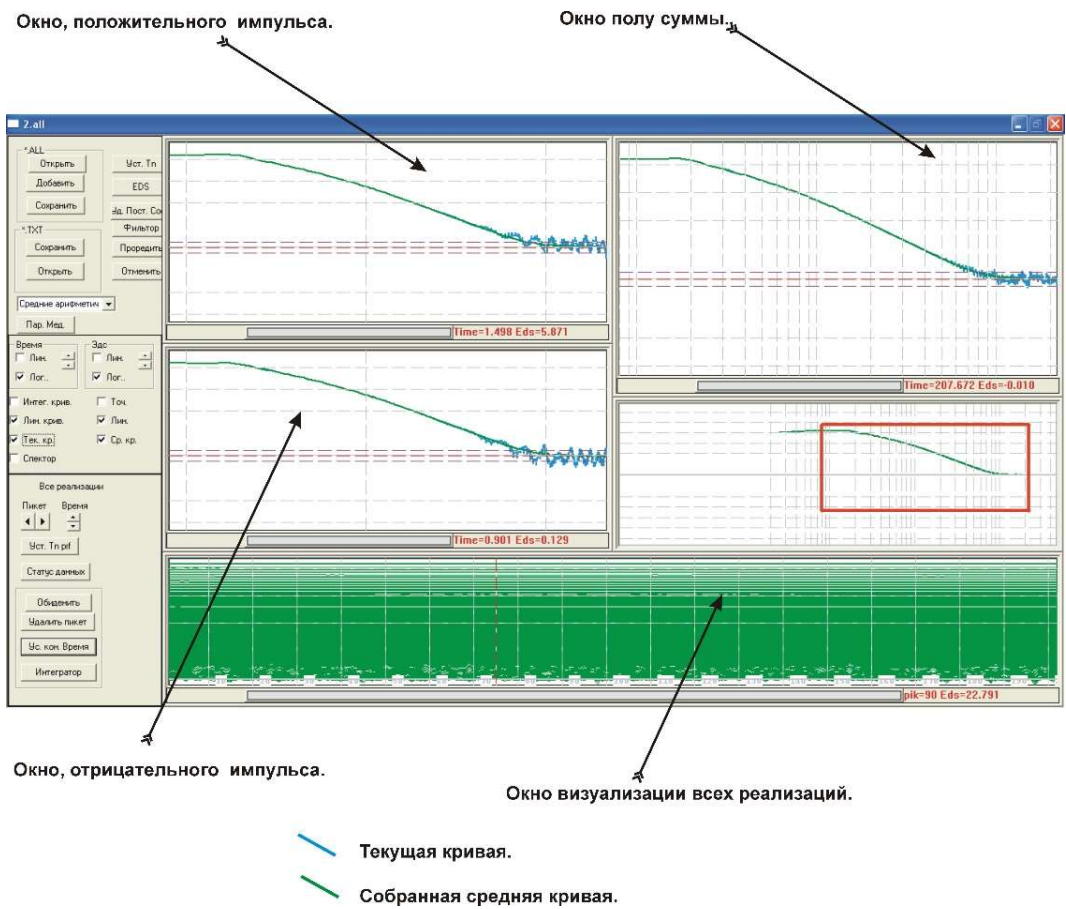 Окно, положительного импульса.
Окно полу суммы.
2.all
*.ALL
Открыть
Добавить
Сохранить
*.TXT
Сохранить
Открыть
Уст. Tn
EDS
Фильтр
Проредить
Отменить
Средние арифметич
Пар. Мед.
Время
Лин.
Лог..
Эдс
Лин.
Лог..
Интег. крив.
Точ.
Лин. крив.
Лин.
Тек. кр.
Ср. кр.
Спектор
Все реализации
Пикет Время
Уст. Tn prf
Статус данных
Обиденить
Удалить пикет
Ус. кон. Время
Интегратор
Time=1.498 Eds=5.871
Time=207.672 Eds=-0.010
Time=0.901 Eds=0.129
pik=90 Eds=22.791
Окно, отрицательного импульса.
Окно визуализации всех реализаций.
Текущая кривая.
Собранная средняя кривая.